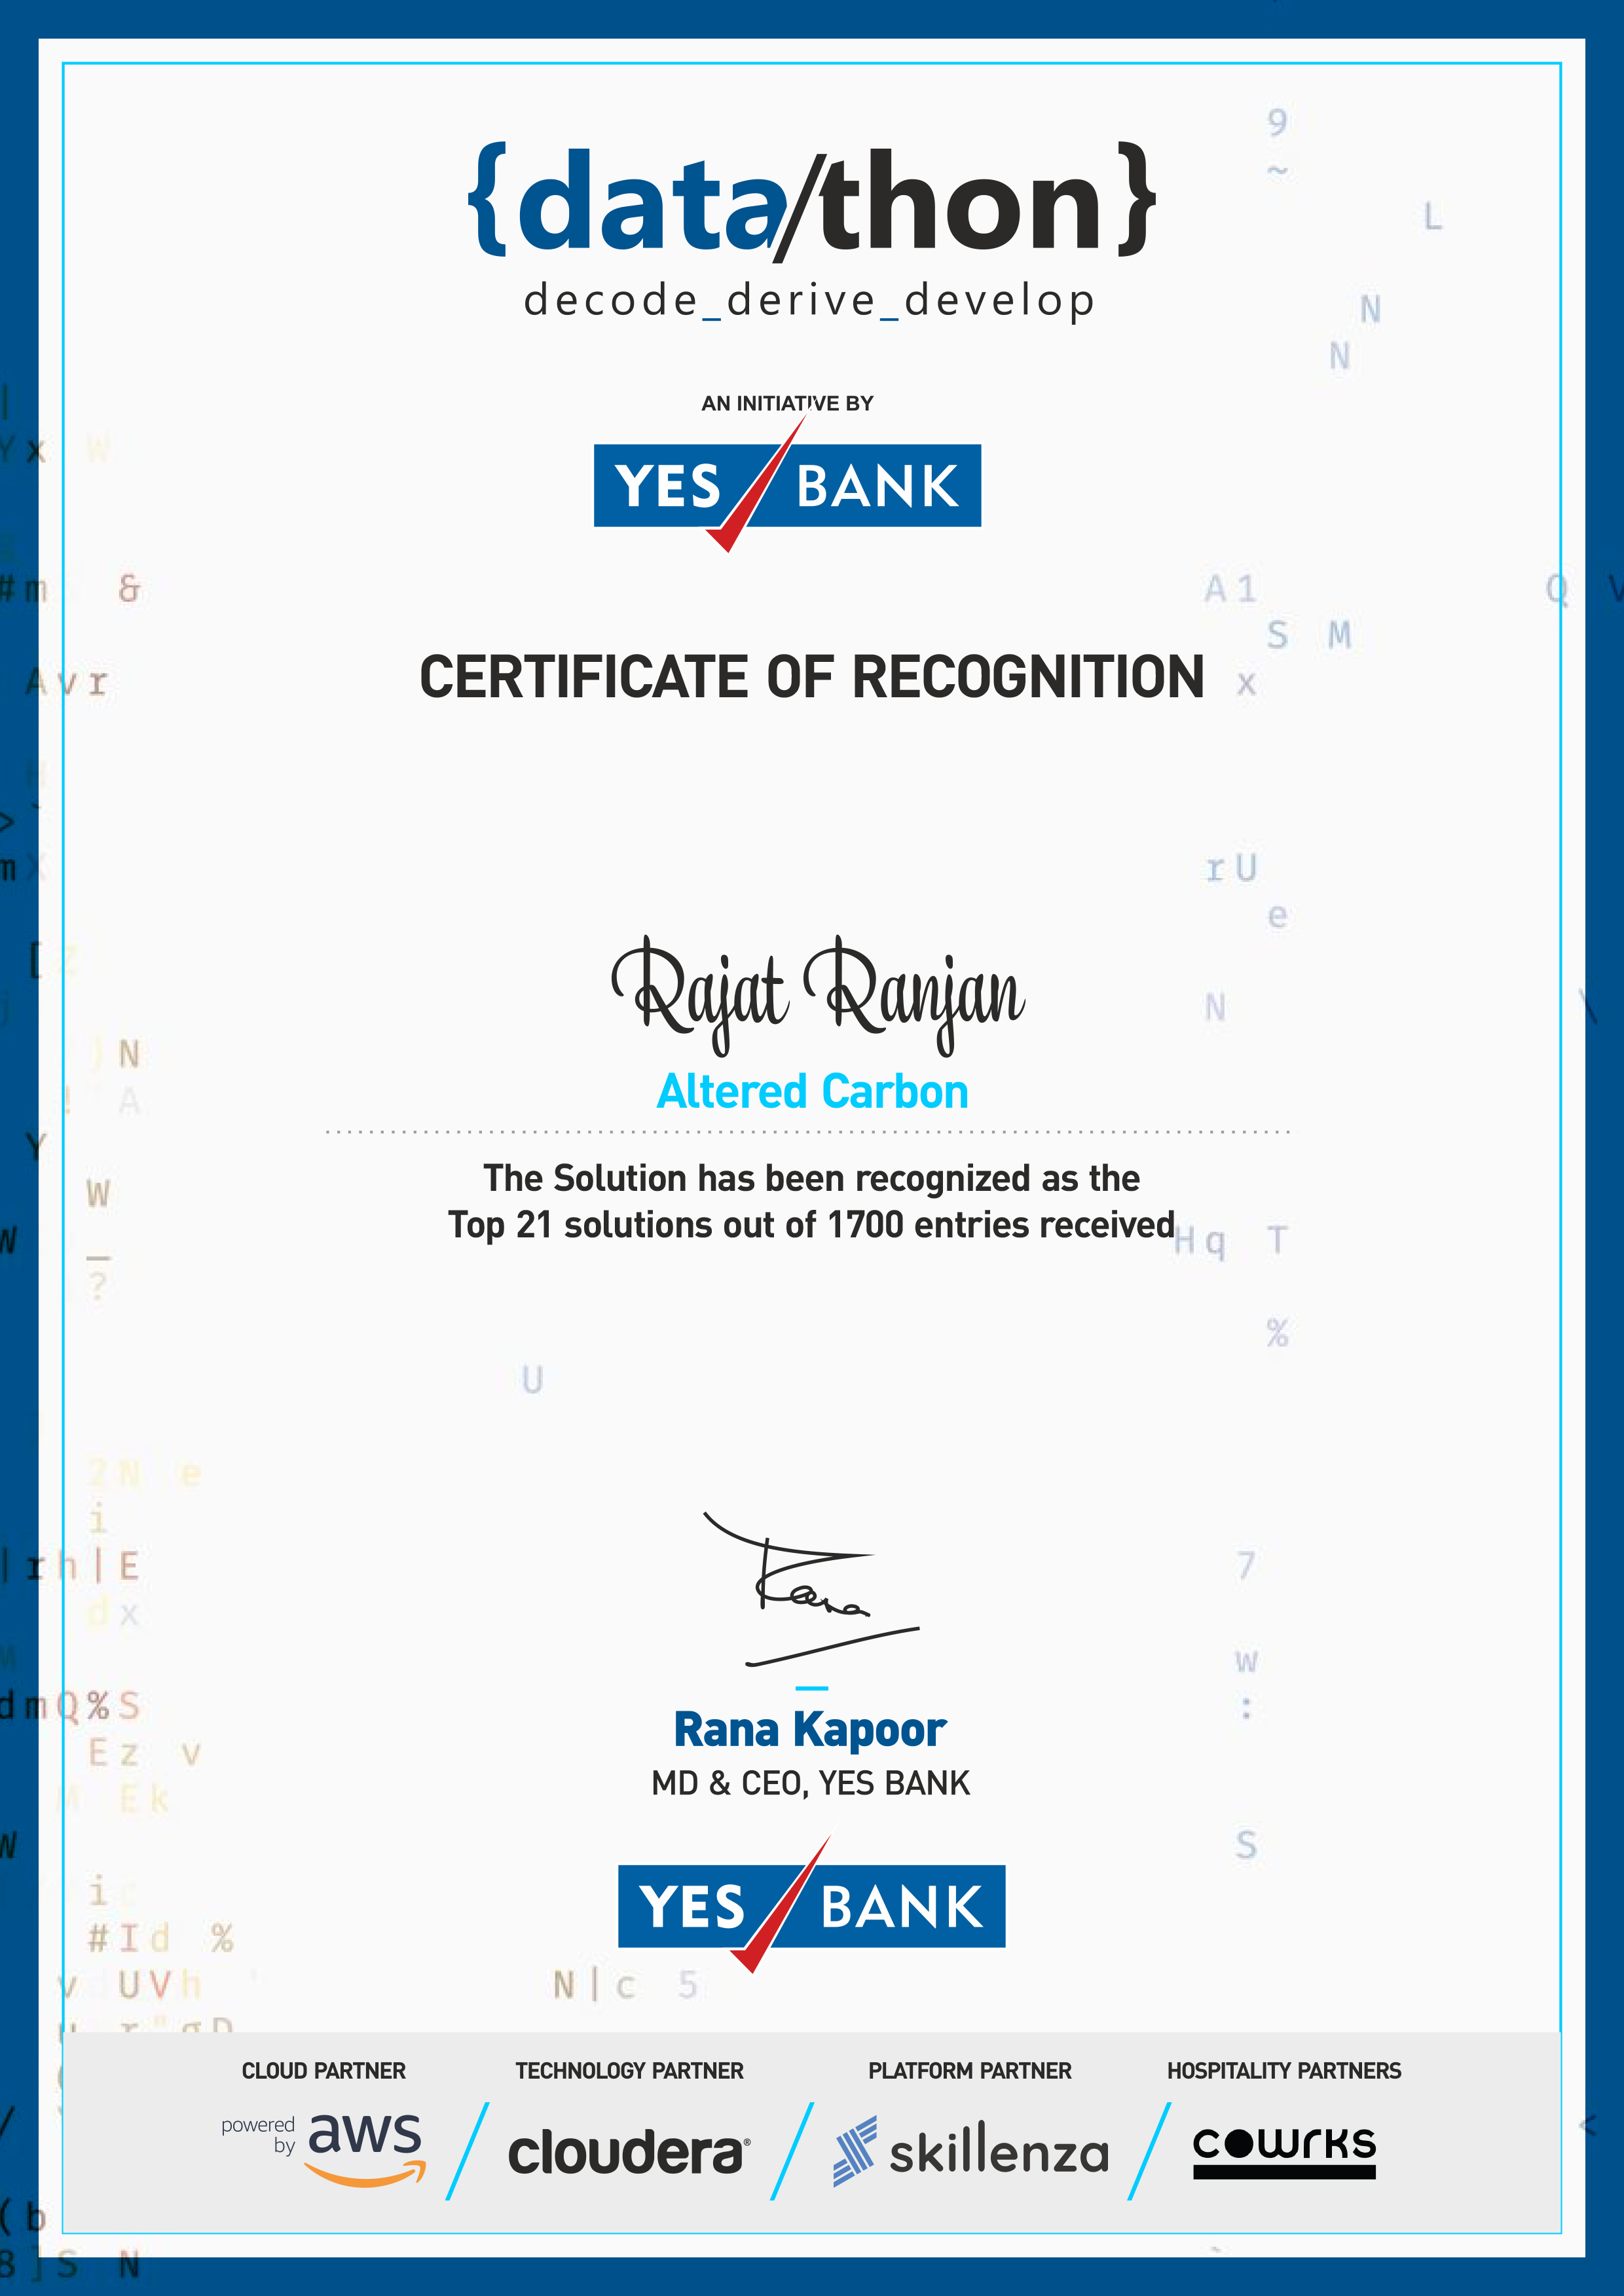 {data/thon}
decode_derive_develop
AN INITIATIVE BY
YES BANK
CERTIFICATE OF RECOGNITION
Rajat Ranjan
Altered Carbon
The Solution has been recognized as the
Top 21 solutions out of 1700 entries received
Rana Kapoor
MD & CEO, YES BANK
YES BANK
CLOUD PARTNER
powered by aws
TECHNOLOGY PARTNER
cloudera®
PLATFORM PARTNER
skillenza
HOSPITALITY PARTNERS
cowrks